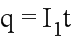 q = I₁t